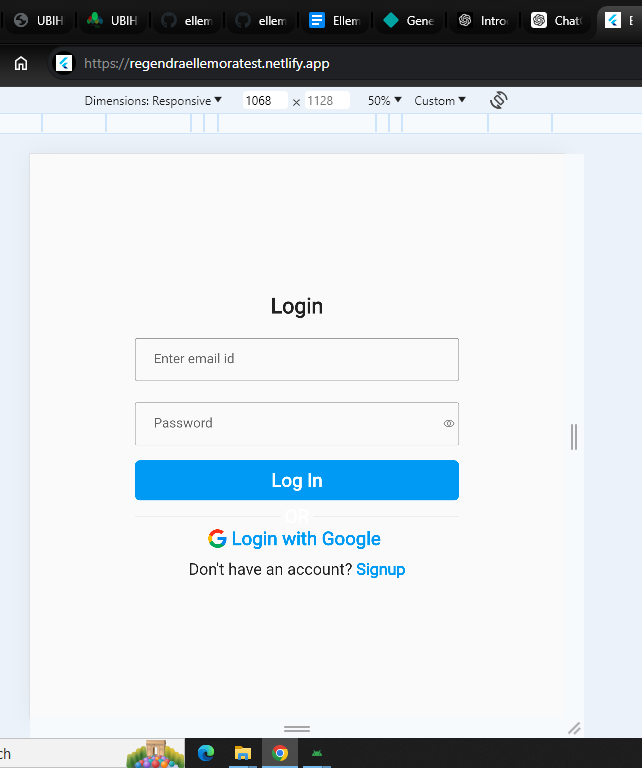 UBIH UBIH ellem ellem Ellem Gene Intro Chat E
https://regendraellemoratest.netlify.app
Dimensions: Responsive 1068 × 1128 50% Custom
Login
Enter email id
Password
Log In
OR
Login with Google
Don't have an account? Signup
ch